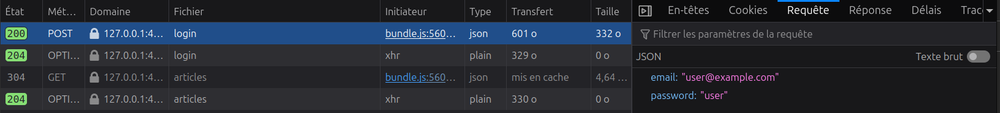 État Mét... Domaine Fichier Initiateur Type Transfert Taille
200 POST 127.0.0.1:4... login bundle.js:560... json 601 o 332 o
204 OPTI... 127.0.0.1:4... login xhr plain 329 o 0 o
304 GET 127.0.0.1:4... articles bundle.js:560... json mis en cache 4,64 ...
204 OPTI... 127.0.0.1:4... articles xhr plain 330 o 0 o
En-têtes Cookies Requête Réponse Délais Trac
Filtrer les paramètres de la requête
JSON Texte brut
email: "user@example.com"
password: "user"